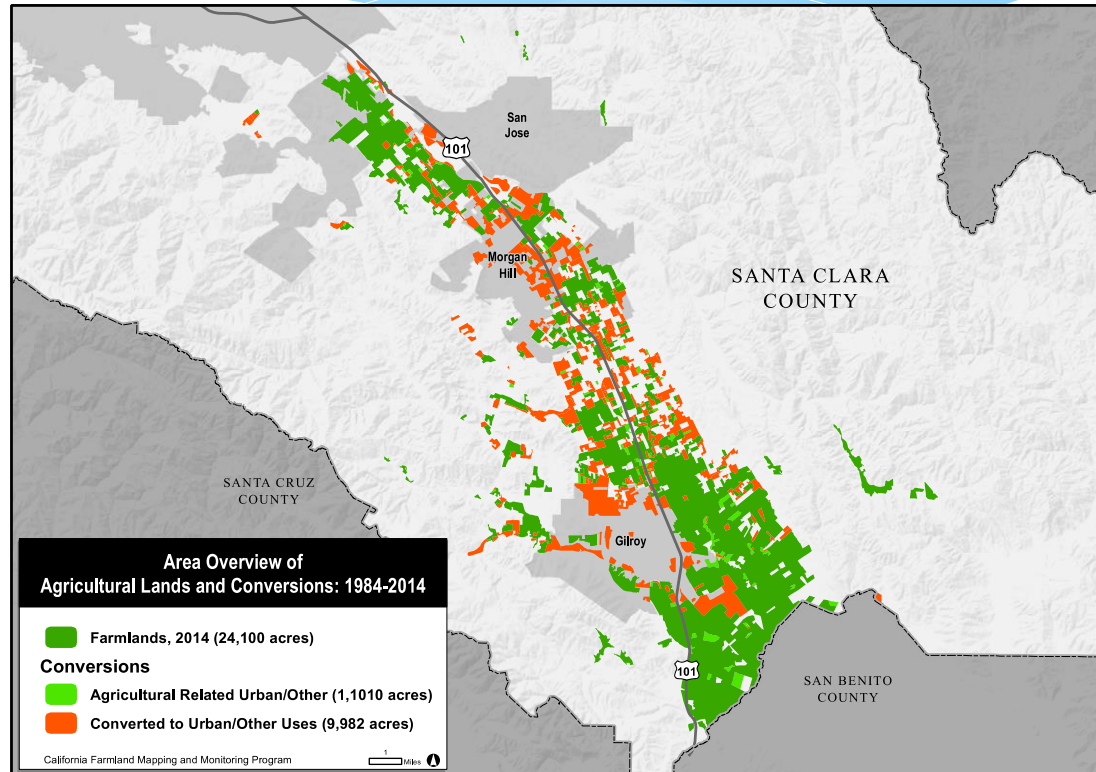 San
Jose
101
Morgan
Hill
SANTA CLARA
COUNTY
SANTA CRUZ
COUNTY
Gilroy
101
SAN BENITO
COUNTY
Area Overview of
Agricultural Lands and Conversions: 1984-2014
Farmlands, 2014 (24,100 acres)
Conversions
Agricultural Related Urban/Other (1,1010 acres)
Converted to Urban/Other Uses (9,982 acres)
California Farmland Mapping and Monitoring Program
1
Miles